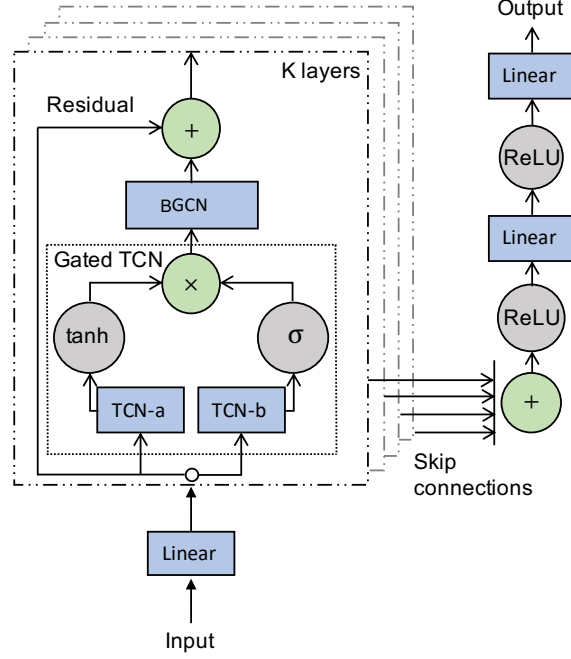 Output
K layers
Linear
Residual
+
ReLU
BGCN
Linear
Gated TCN
×
tanh
σ
ReLU
TCN-a
TCN-b
+
Skip
connections
Linear
Input